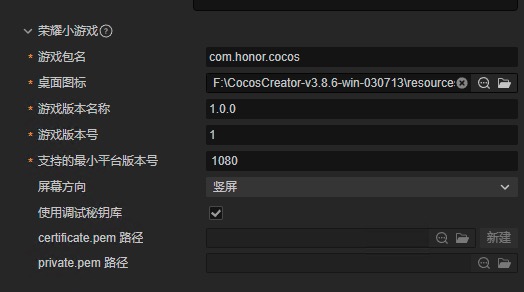 荣耀小游戏
* 游戏包名 com.honor.cocos
* 桌面图标 F:\CocosCreator-v3.8.6-win-030713\resource
* 游戏版本名称 1.0.0
* 游戏版本号 1
* 支持的最小平台版本号 1080
屏幕方向 竖屏
使用调试秘钥库
certificate.pem 路径 新建
private.pem 路径